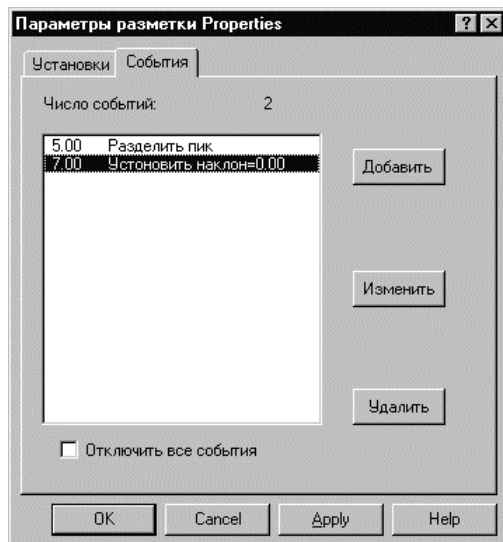 Параметры разметки Properties
Установки События
Число событий: 2
5.00 Разделить пик
7.00 Устоновить наклон=0.00
Добавить
Изменить
Удалить
Отключить все события
OK Cancel Apply Help